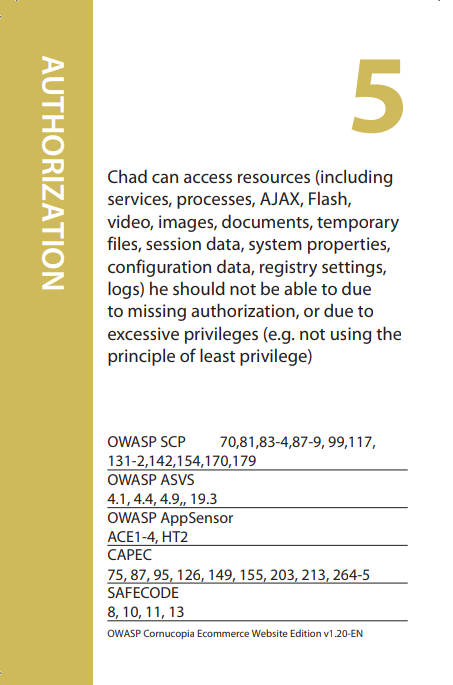 AUTHORIZATION
5
Chad can access resources (including
services, processes, AJAX, Flash,
video, images, documents, temporary
files, session data, system properties,
configuration data, registry settings,
logs) he should not be able to due
to missing authorization, or due to
excessive privileges (e.g. not using the
principle of least privilege)
OWASP SCP 70,81,83-4,87-9, 99,117,
131-2,142,154,170,179
OWASP ASVS
4.1, 4.4, 4.9,, 19.3
OWASP AppSensor
ACE1-4, HT2
CAPEC
75, 87, 95, 126, 149, 155, 203, 213, 264-5
SAFECODE
8, 10, 11, 13
OWASP Cornucopia Ecommerce Website Edition v1.20-EN